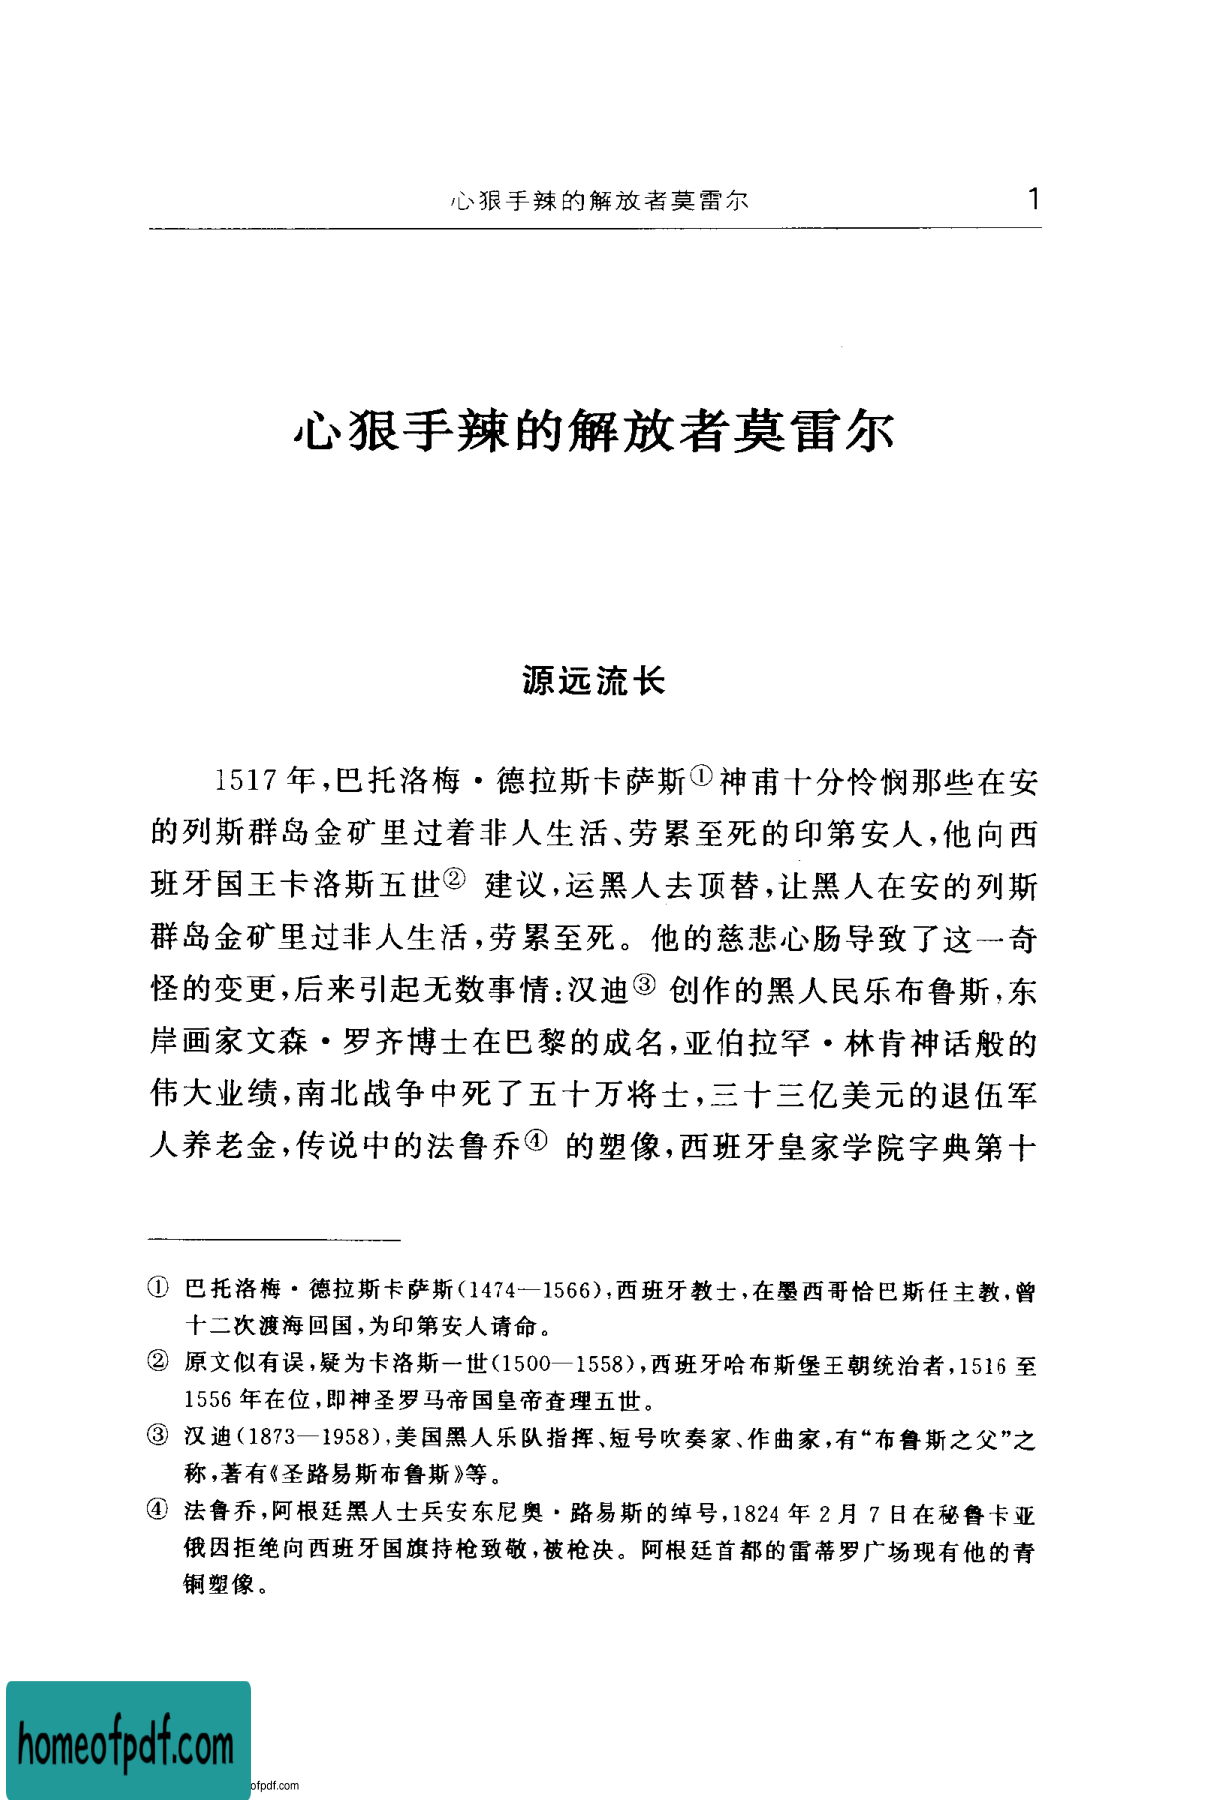 心狠手辣的解放者莫雷尔 1
心狠手辣的解放者莫雷尔
源远流长
1517年,巴托洛梅·德拉斯卡萨斯①神甫十分怜悯那些在安
的列斯群岛金矿里过着非人生活、劳累至死的印第安人,他向西
班牙国王卡洛斯五世② 建议,运黑人去顶替,让黑人在安的列斯
群岛金矿里过非人生活,劳累至死。他的慈悲心肠导致了这一奇
怪的变更,后来引起无数事情:汉迪③ 创作的黑人民乐布鲁斯,东
岸画家文森·罗齐博士在巴黎的成名,亚伯拉罕·林肯神话般的
伟大业绩,南北战争中死了五十万将士,三十三亿美元的退伍军
人养老金,传说中的法鲁乔④ 的塑像,西班牙皇家学院字典第十
① 巴托洛梅·德拉斯卡萨斯(1474—1566),西班牙教士,在墨西哥恰巴斯任主教,曾
十二次渡海回国,为印第安人请命。
② 原文似有误,疑为卡洛斯一世(1500—1558),西班牙哈布斯堡王朝统治者,1516 至
1556 年在位,即神圣罗马帝国皇帝查理五世。
③ 汉迪(1873—1958),美国黑人乐队指挥、短号吹奏家、作曲家,有“布鲁斯之父”之
称,著有《圣路易斯布鲁斯》等。
④ 法鲁乔,阿根廷黑人士兵安东尼奥·路易斯的绰号,1824 年 2 月 7 日在秘鲁卡亚
俄因拒绝向西班牙国旗持枪致敬,被枪决。阿根廷首都的雷蒂罗广场现有他的青
铜塑像。
homeofpdf.com
ofpdf.com